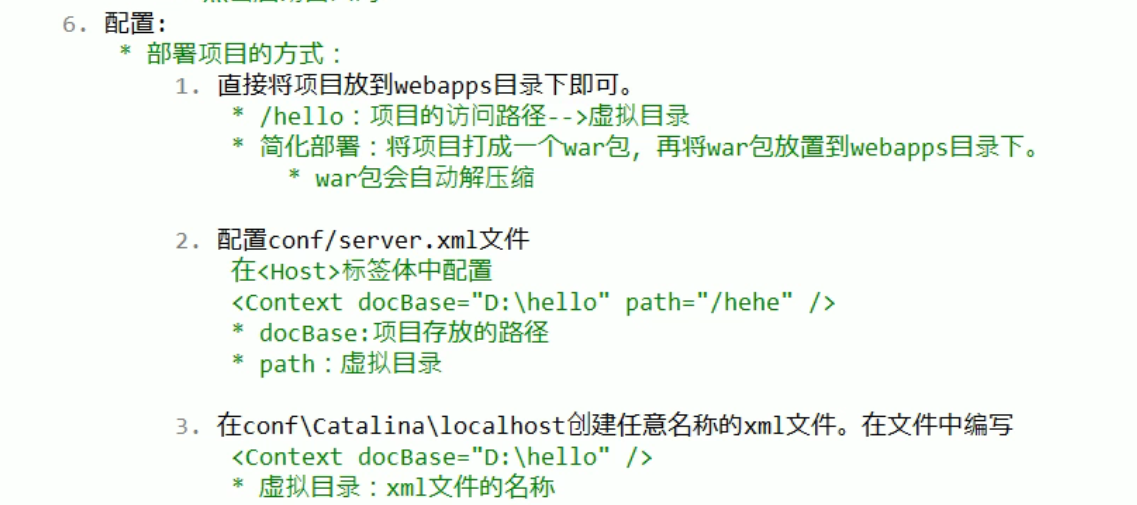 6. 配置:
* 部署项目的方式：
1. 直接将项目放到webapps目录下即可。
* /hello：项目的访问路径-->虚拟目录
* 简化部署：将项目打成一个war包，再将war包放置到webapps目录下。
* war包会自动解压缩
2. 配置conf/server.xml文件
在<Host>标签体中配置
<Context docBase="D:\hello" path="/hehe" />
* docBase:项目存放的路径
* path：虚拟目录
3. 在conf\Catalina\localhost创建任意名称的xml文件。在文件中编写
<Context docBase="D:\hello" />
* 虚拟目录：xml文件的名称